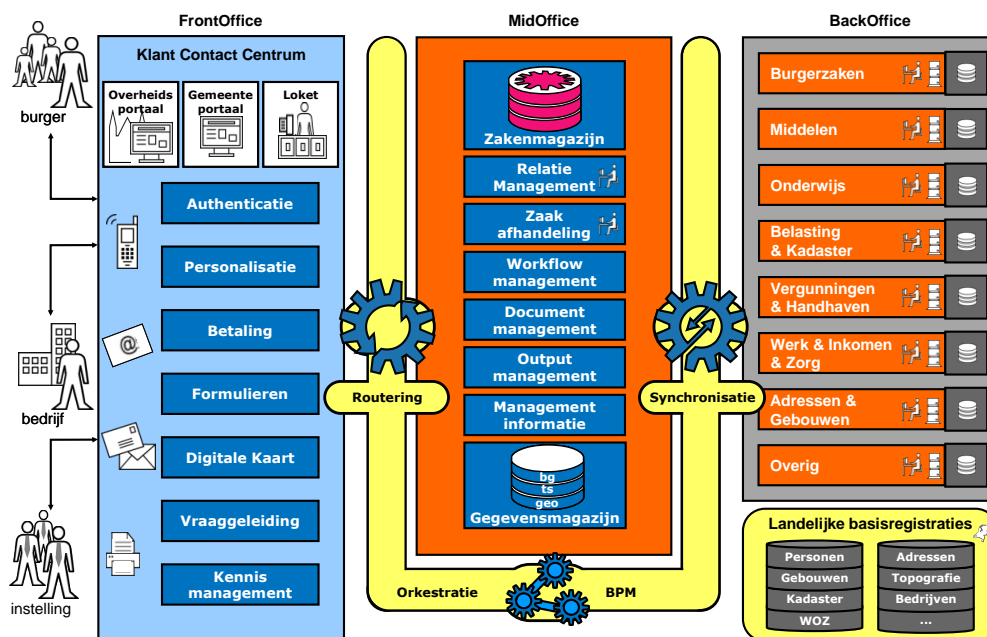 FrontOffice
MidOffice
BackOffice
burger
bedrijf
instelling
Klant Contact Centrum
Overheids
portaal
Gemeente
portaal
Loket
@
Authenticatie
Personalisatie
Betaling
Formulieren
Digitale Kaart
Vraaggeleiding
Kennis
management
Routering
Zakenmagazijn
Relatie
Management
Zaak
afhandeling
Workflow
management
Document
management
Output
management
Management
informatie
bg
ts
geo
Gegevensmagazijn
Orkestratie
BPM
Synchronisatie
Burgerzaken
Middelen
Onderwijs
Belasting
& Kadaster
Vergunningen
& Handhaven
Werk & Inkomen
& Zorg
Adressen &
Gebouwen
Overig
Landelijke basisregistraties
Personen
Gebouwen
Kadaster
WOZ
Adressen
Topografie
Bedrijven
...